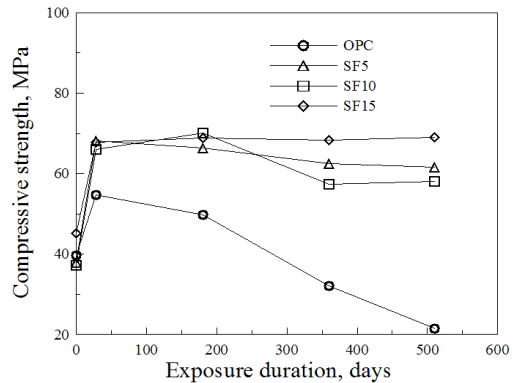 100
80
60
40
20
Compressive strength, MPa
OPC
SF5
SF10
SF15
0 100 200 300 400 500 600
Exposure duration, days